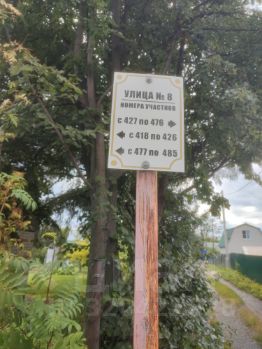 УЛИЦА № 8
НОМЕРА УЧАСТКОВ
с 427 по 476 →
← с 418 по 426
← с 477 по 485